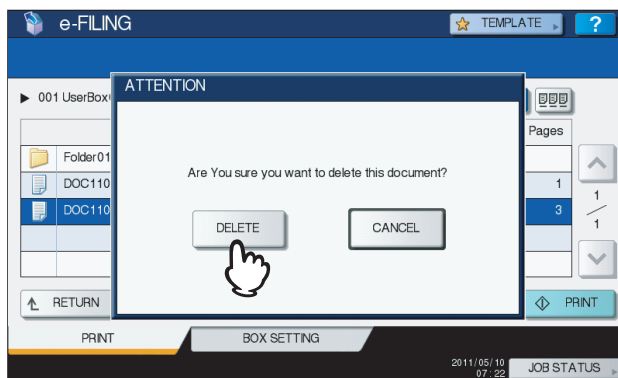 e-FILING
TEMPLATE
?
001 UserBox
ATTENTION
Pages
Folder01
Are You sure you want to delete this document?
DOC110
1
1
DOC110
3
1
DELETE
CANCEL
RETURN
PRINT
PRINT
BOX SETTING
2011/05/10
07 : 22
JOB STATUS